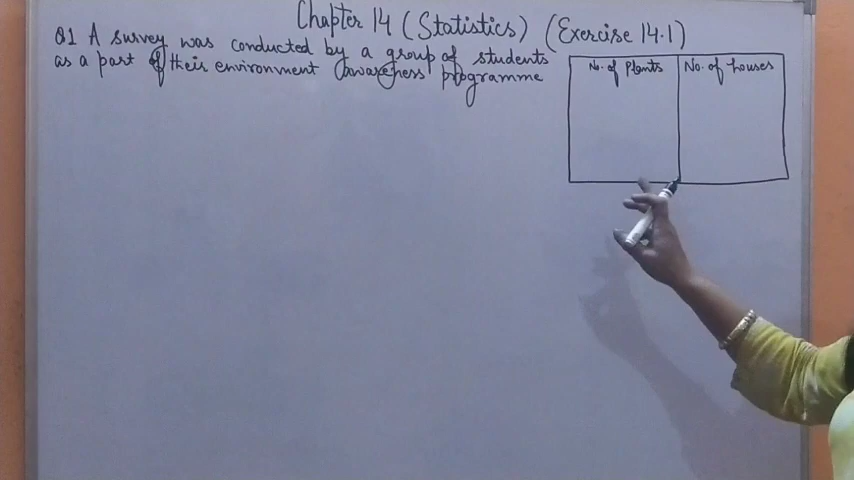 Chapter 14 (Statistics) (Exercise 14.1)
Q1 A survey was conducted by a group of students
as a part of their environment awareness programme
No. of Plants No. of houses